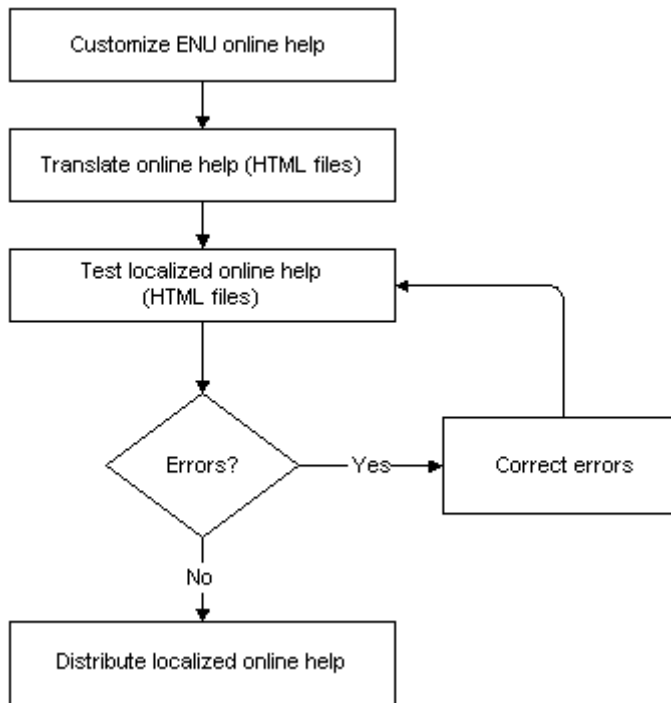 Customize ENU online help
Translate online help (HTML files)
Test localized online help
(HTML files)
Errors?
Yes
Correct errors
No
Distribute localized online help